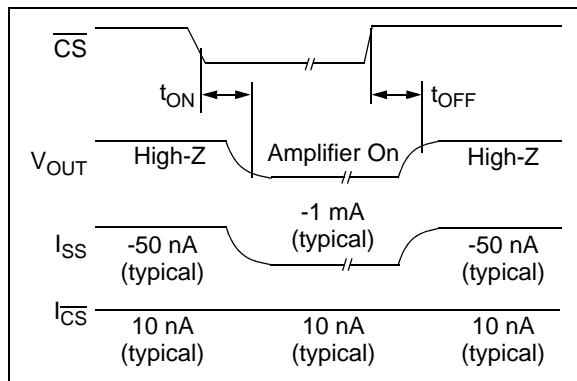 CS
tON
tOFF
VOUT
High-Z
Amplifier On
High-Z
-1 mA
(typical)
ISS
-50 nA
(typical)
-50 nA
(typical)
ICS
10 nA
(typical)
10 nA
(typical)
10 nA
(typical)